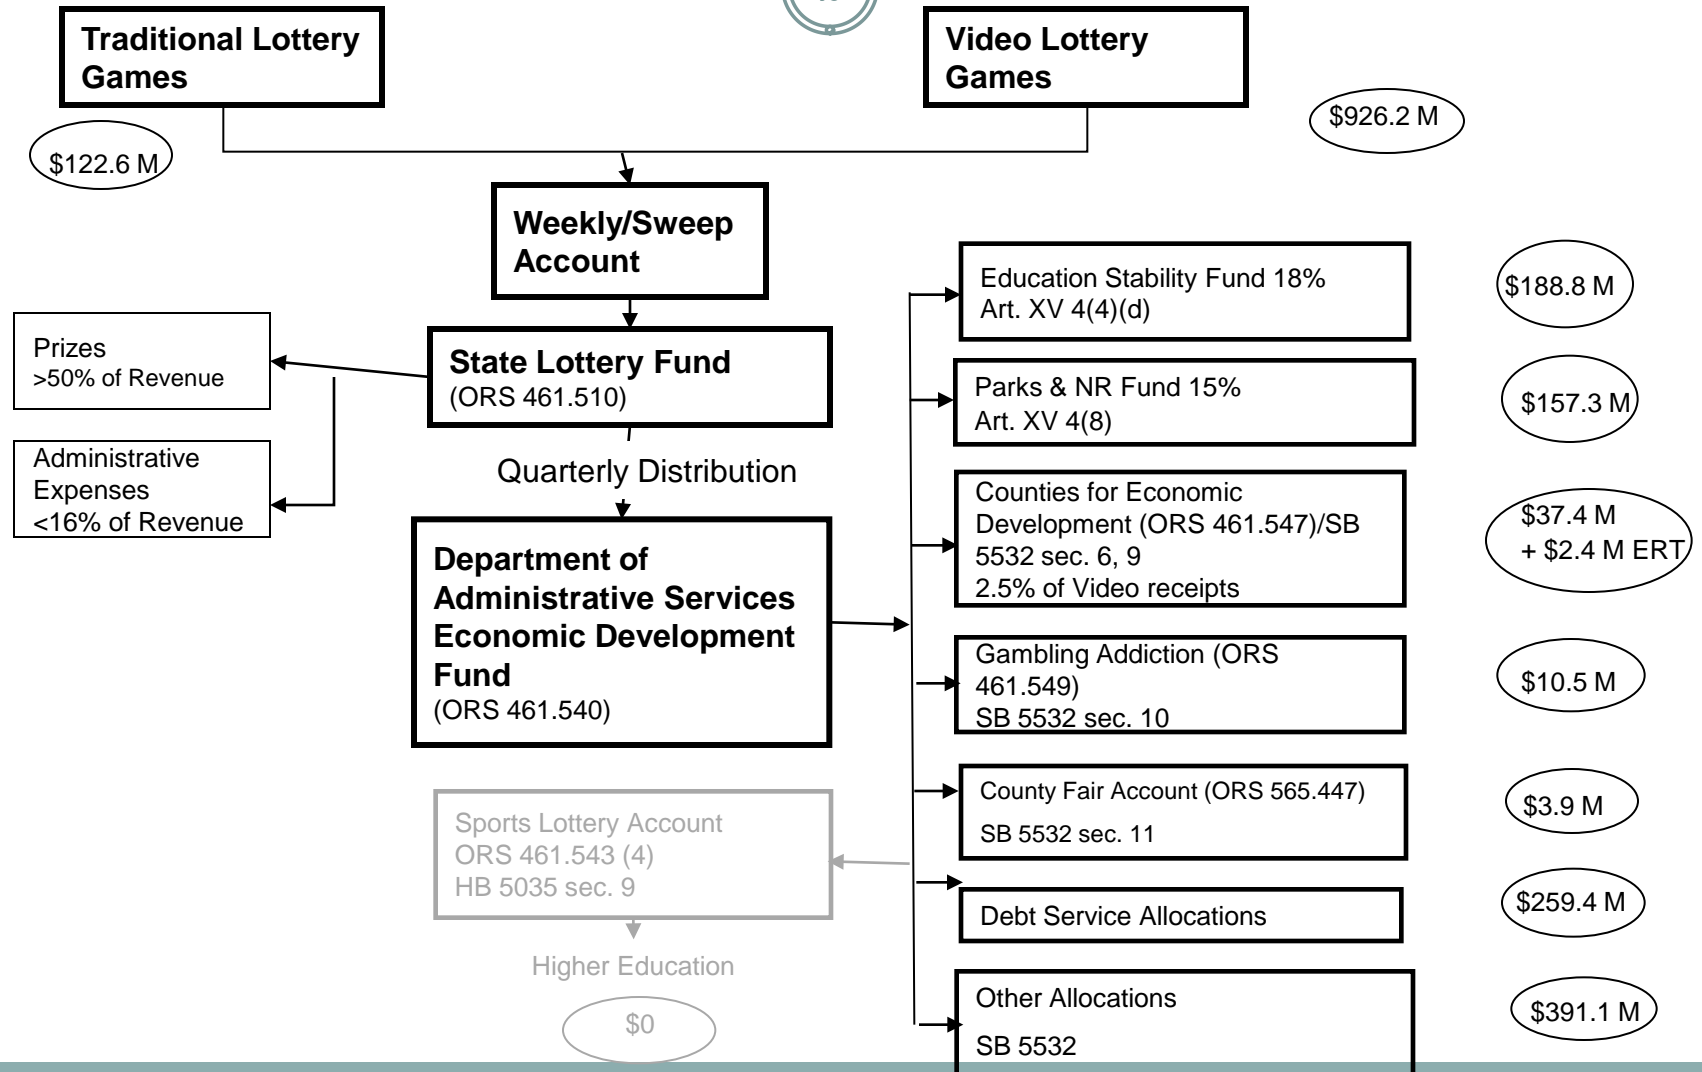 Traditional Lottery
Games
Video Lottery
Games
$122.6 M
$926.2 M
Weekly/Sweep
Account
State Lottery Fund
(ORS 461.510)
Prizes
>50% of Revenue
Administrative
Expenses
<16% of Revenue
Quarterly Distribution
Department of
Administrative Services
Economic Development
Fund
(ORS 461.540)
Sports Lottery Account
ORS 461.543 (4)
HB 5035 sec. 9
Higher Education
$0
Education Stability Fund 18%
Art. XV 4(4)(d)
$188.8 M
Parks & NR Fund 15%
Art. XV 4(8)
$157.3 M
Counties for Economic
Development (ORS 461.547)/SB
5532 sec. 6, 9
2.5% of Video receipts
$37.4 M
+ $2.4 M ERT
Gambling Addiction (ORS
461.549)
SB 5532 sec. 10
$10.5 M
County Fair Account (ORS 565.447)
SB 5532 sec. 11
$3.9 M
Debt Service Allocations
$259.4 M
Other Allocations
SB 5532
$391.1 M